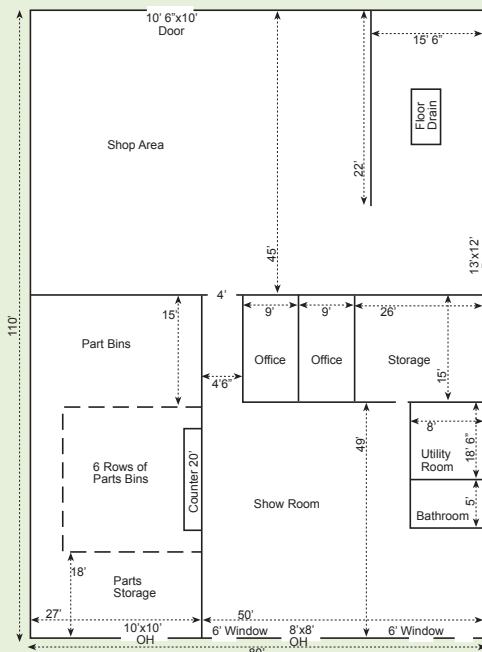 10' 6"x10'
Door
15' 6"
Floor
Drain
Shop Area
22'
45'
13'x12'
110'
4'
15'
9'
9'
26'
Part Bins
Office
Office
Storage
15'
4'6"
8'
49'
18' 6"
6 Rows of
Parts Bins
Counter 20'
Utility
Room
Show Room
5'
Bathroom
18'
Parts
Storage
27'
50'
10'x10'
OH
6' Window
8'x8'
OH
6' Window